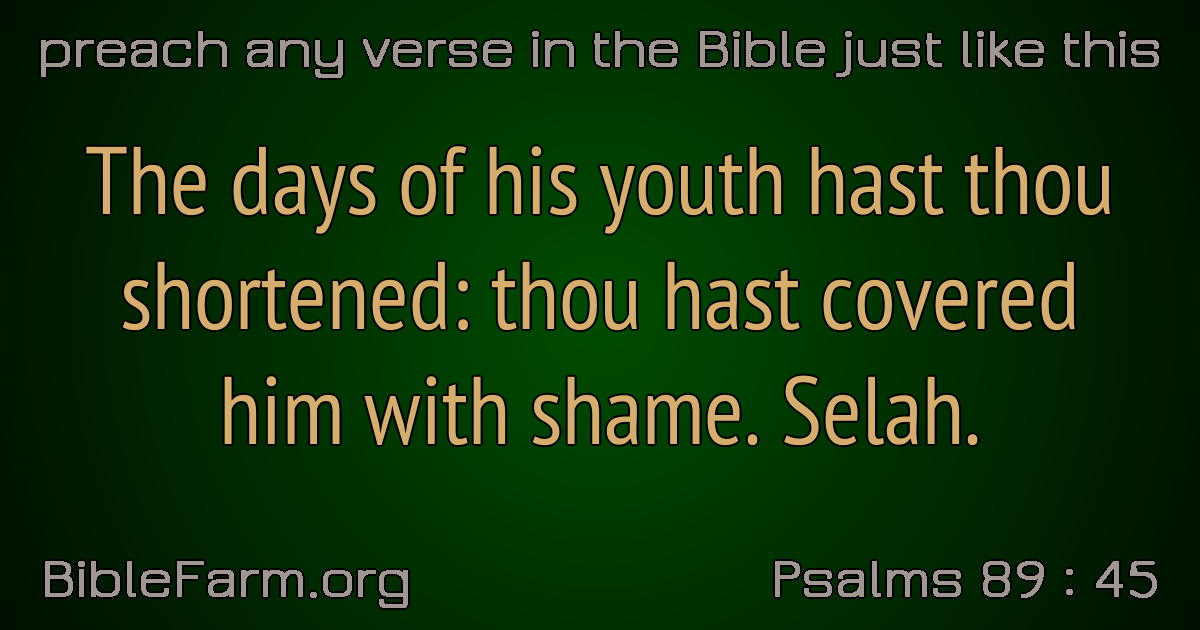 preach any verse in the Bible just like this
The days of his youth hast thou
shortened: thou hast covered
him with shame. Selah.
BibleFarm.org
Psalms 89 : 45